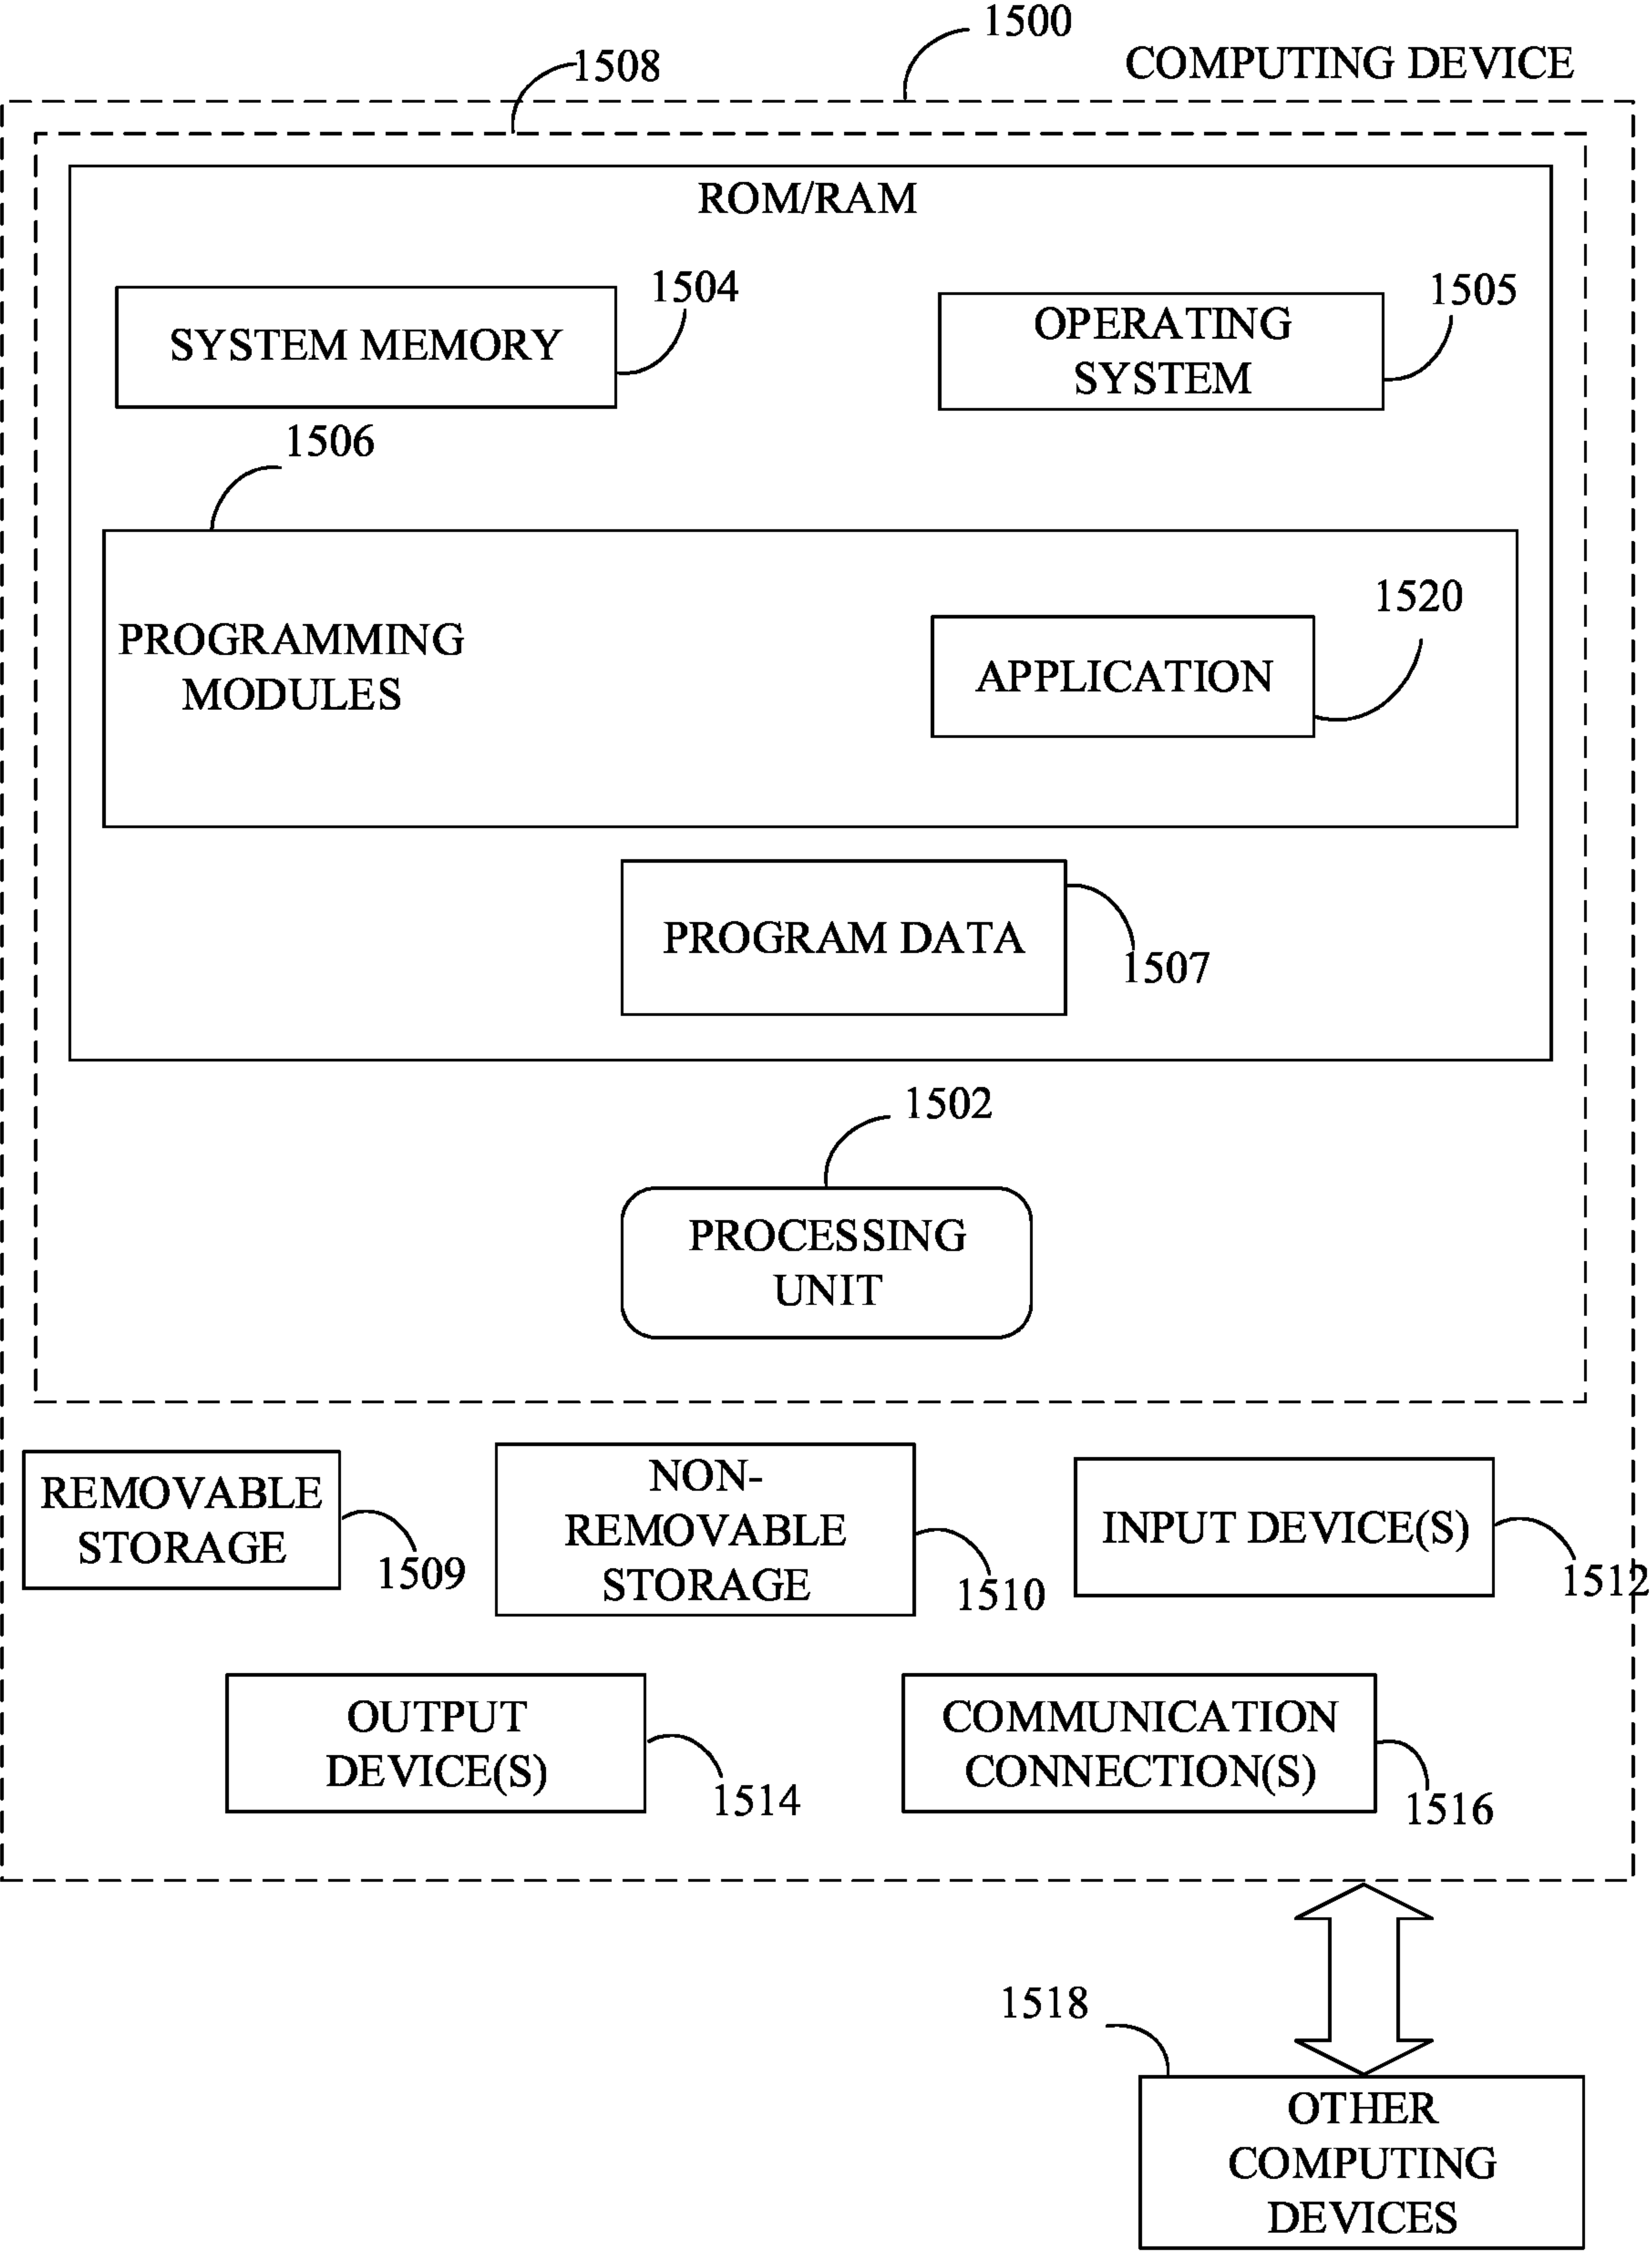 1500
COMPUTING DEVICE
1508
ROM/RAM
1504
SYSTEM MEMORY
1505
OPERATING
SYSTEM
1506
PROGRAMMING
MODULES
1520
APPLICATION
PROGRAM DATA
1507
1502
PROCESSING
UNIT
REMOVABLE
STORAGE
1509
NON-
REMOVABLE
STORAGE
1510
INPUT DEVICE(S)
1512
OUTPUT
DEVICE(S)
1514
COMMUNICATION
CONNECTION(S)
1516
1518
OTHER
COMPUTING
DEVICES